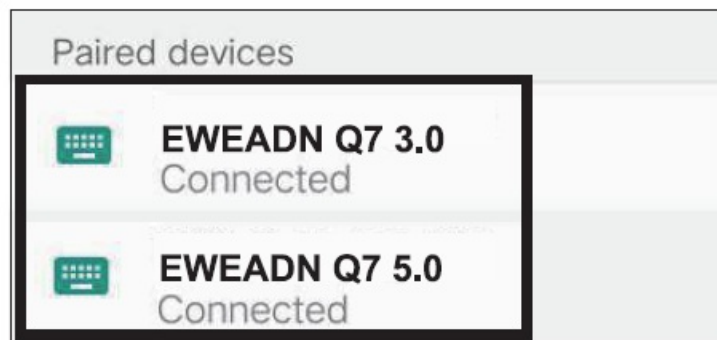 Paired devices
EWEADN Q7 3.0
Connected
EWEADN Q7 5.0
Connected